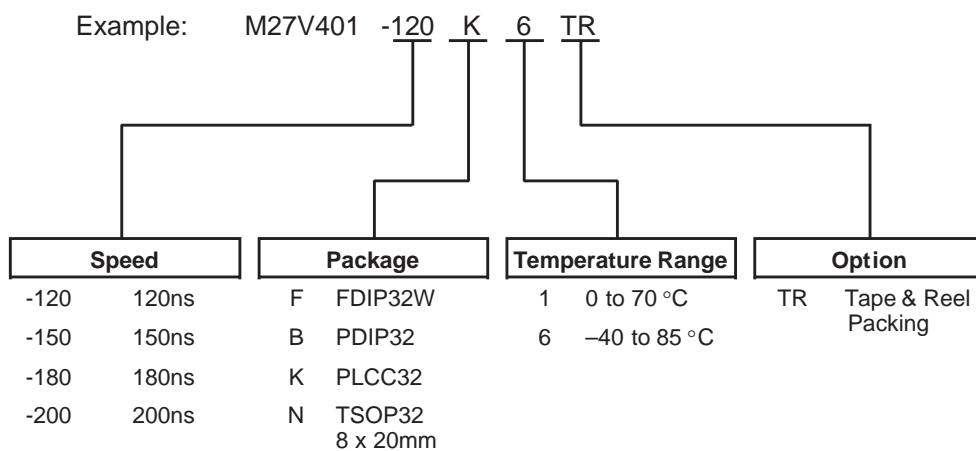 Example: M27V401 -120 K 6 TR
Speed Package Temperature Range Option
-120 120ns F FDIP32W 1 0 to 70 °C TR Tape & Reel
Packing
-150 150ns B PDIP32 6 –40 to 85 °C
-180 180ns K PLCC32
-200 200ns N TSOP32
8 x 20mm